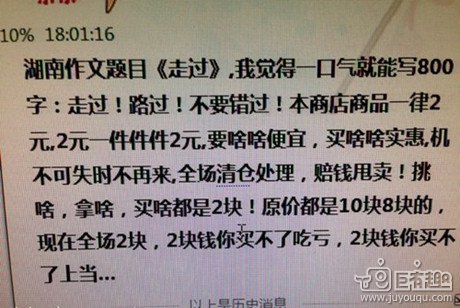 10% 18:01:16
湖南作文题目《走过》,我觉得一口气就能写800
字：走过！路过！不要错过！本商店商品一律2
元,2元一件件件2元,要啥啥便宜，买啥啥实惠,机
不可失时不再来,全场清仓处理，赔钱甩卖！挑
啥，拿啥，买啥都是2块！原价都是10块8块的，
现在全场2块，2块钱你买不了吃亏，2块钱你买不
了上当...
以上是历史消息
巨有趣
www.juyouqu.com